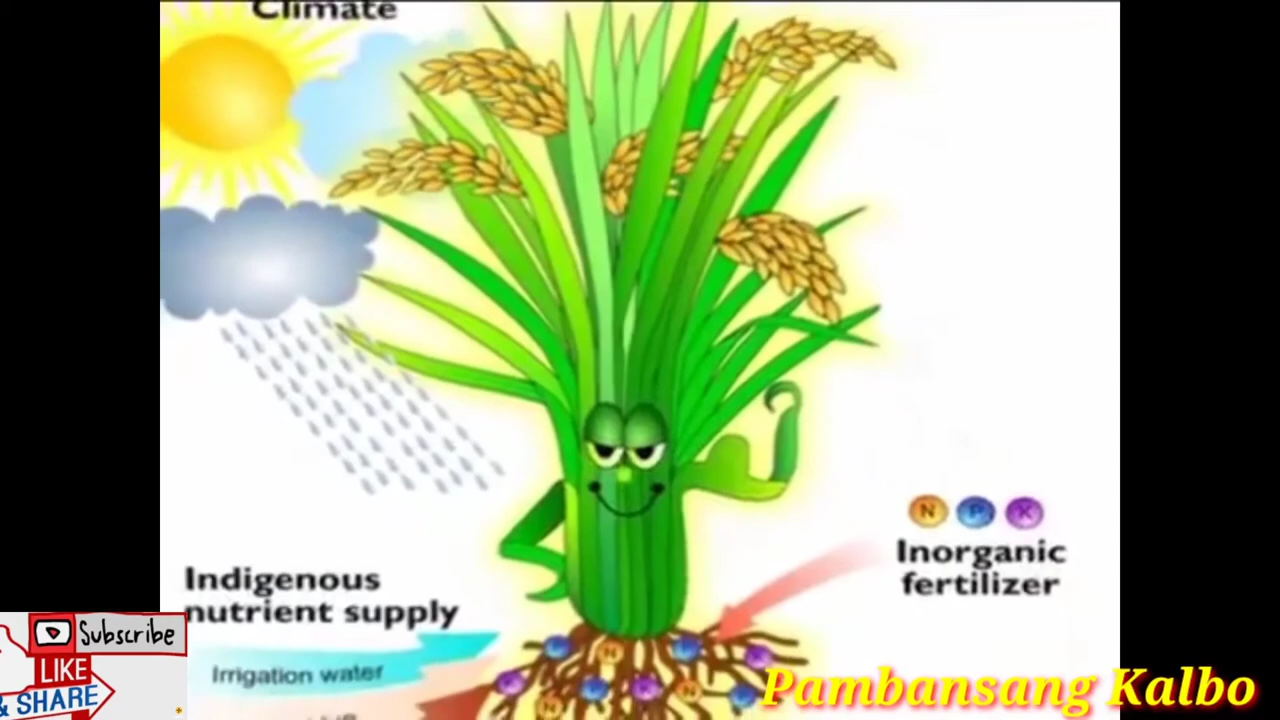 Climate
N P K
Inorganic
fertilizer
Indigenous
nutrient supply
Irrigation water
N
K
K
N
Subscribe
LIKE
& SHARE
Pambansang Kalbo